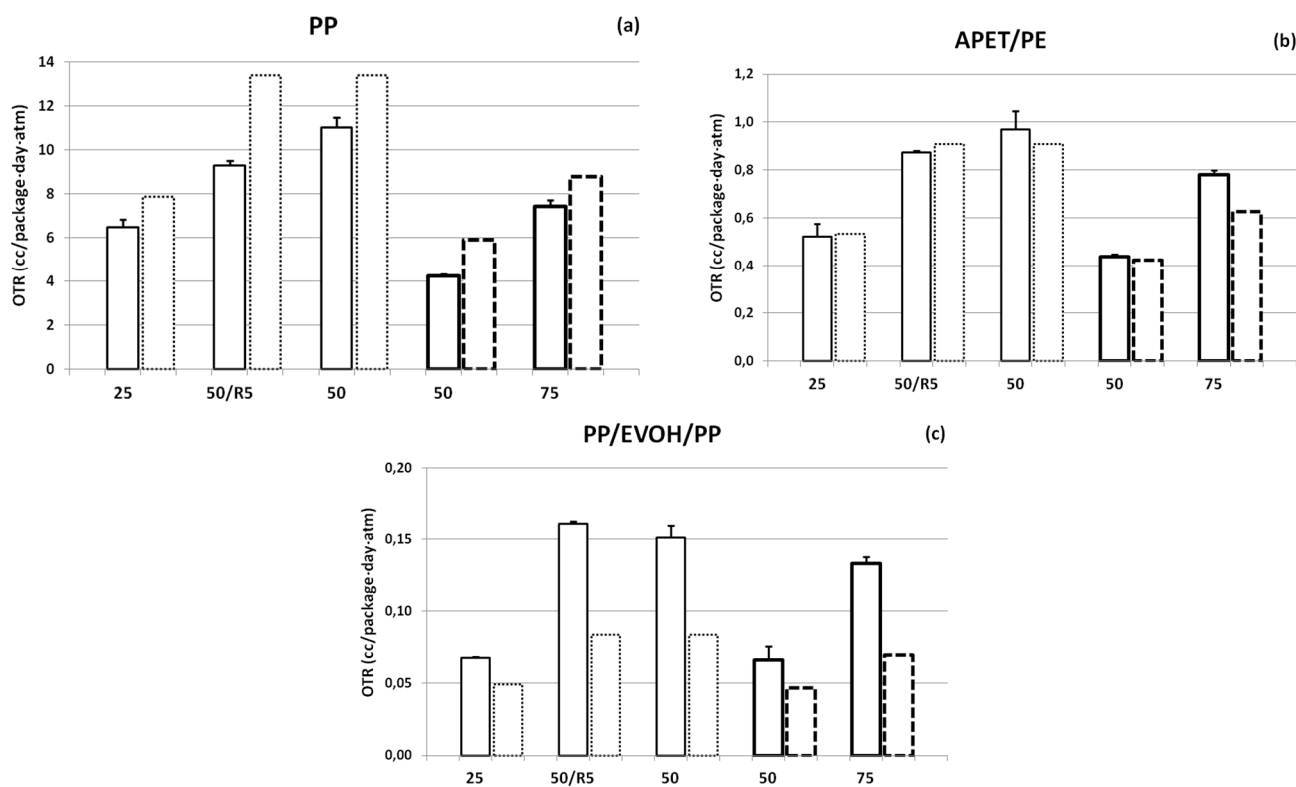 PP
(a)
OTR (cc/package·day·atm)
14
12
10
8
6
4
2
0
25 50/R5 50 50 75
APET/PE
(b)
OTR (cc/package·day·atm)
1,2
1,0
0,8
0,6
0,4
0,2
0,0
25 50/R5 50 50 75
PP/EVOH/PP
(c)
OTR (cc/package·day·atm)
0,20
0,15
0,10
0,05
0,00
25 50/R5 50 50 75